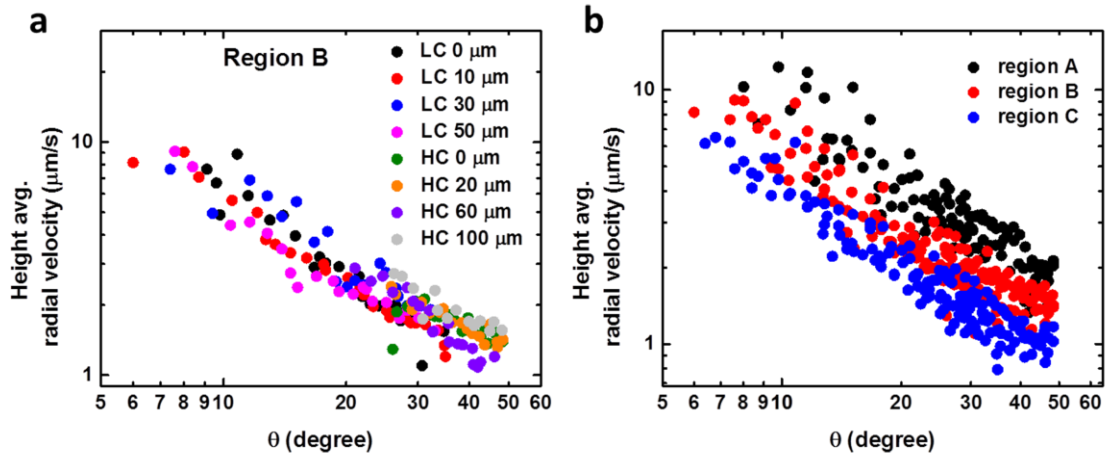 a
Region B
LC 0 μm
LC 10 μm
LC 30 μm
LC 50 μm
HC 0 μm
HC 20 μm
HC 60 μm
HC 100 μm
Height avg.
radial velocity (μm/s)
10
1
5 6 7 8 9 10 20 30 40 50 60
θ (degree)
b
region A
region B
region C
Height avg.
radial velocity (μm/s)
10
1
5 6 7 8 9 10 20 30 40 50 60
θ (degree)